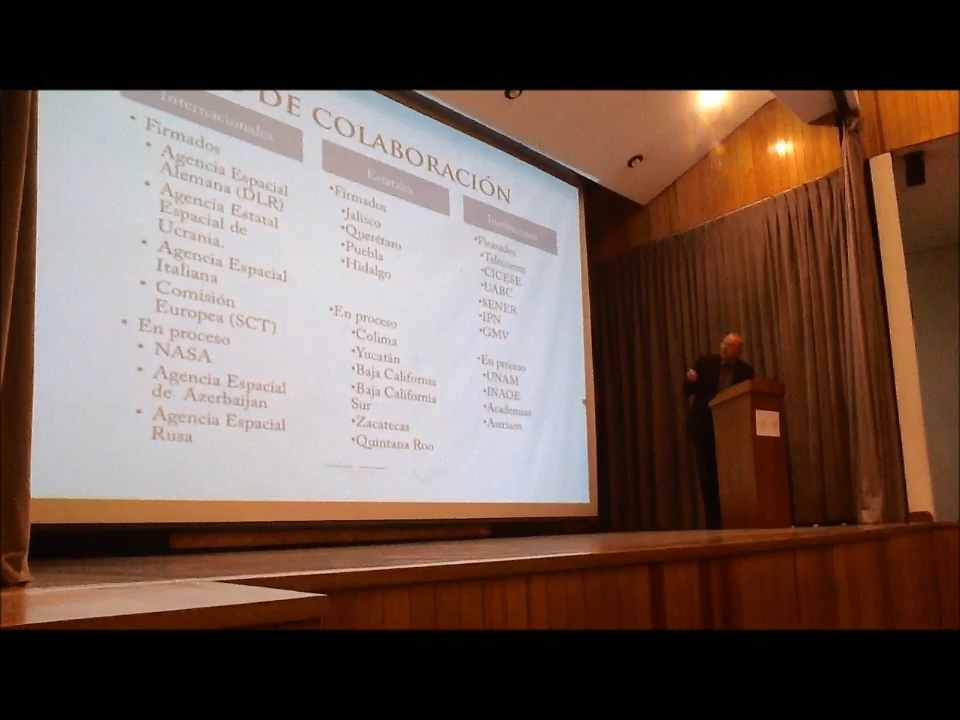 DE COLABORACIÓN
Internacionales
• Firmados
• Agencia Espacial
Alemana (DLR)
• Agencia Estatal
Espacial de
Ucrania.
• Agencia Espacial
Italiana
• Comisión
Europea (SCT)
• En proceso
• NASA
• Agencia Espacial
de Azerbaijan
• Agencia Espacial
Rusa
Estatales
•Firmados
•Jalisco
•Querétaro
•Puebla
•Hidalgo
•En proceso
•Colima
•Yucatán
•Baja California
•Baja California
Sur
•Zacatecas
•Quintana Roo
•Firmados
•Telecomm
•CICESE
•UABC
•SENER
•IPN
•GMV
•En proceso
•UNAM
•INAOE
•Academias
•Astrium